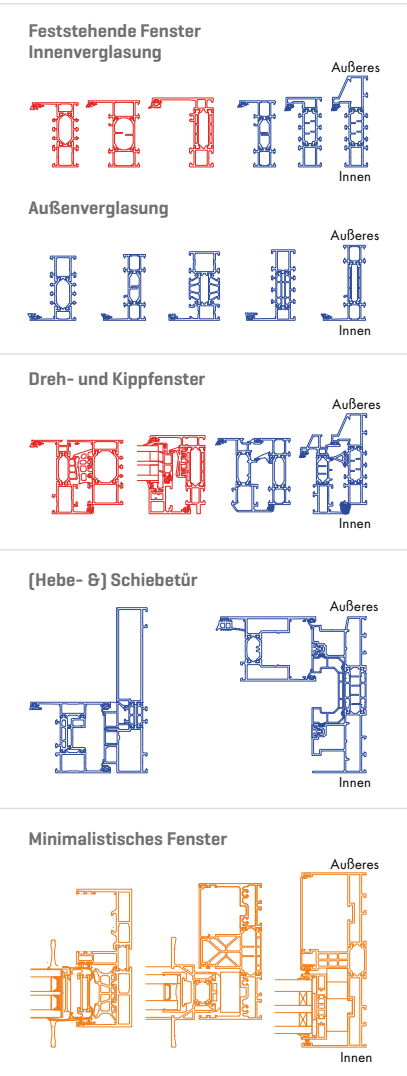 Feststehende Fenster
Innenverglasung
Außeres
Innen
Außenverglasung
Außeres
Innen
Dreh- und Kippfenster
Außeres
Innen
(Hebe- &) Schiebetür
Außeres
Innen
Minimalistisches Fenster
Außeres
Innen